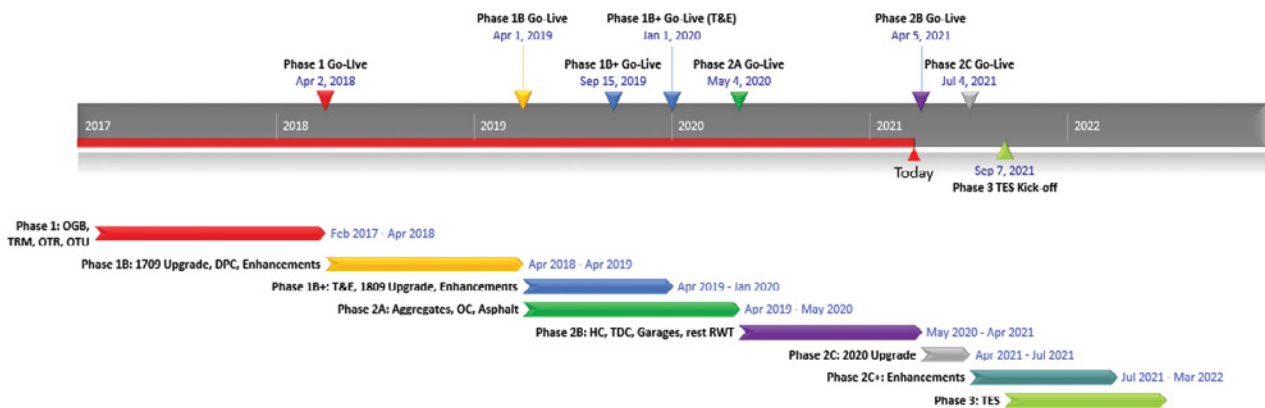 Phase 1B Go-Live
Apr 1, 2019
Phase 1B+ Go-Live (T&E)
Jan 1, 2020
Phase 2B Go-Live
Apr 5, 2021
Phase 1 Go-Live
Apr 2, 2018
Phase 1B+ Go-Live
Sep 15, 2019
Phase 2A Go-Live
May 4, 2020
Phase 2C Go-Live
Jul 4, 2021
2017 2018 2019 2020 2021 2022
Today
Sep 7, 2021
Phase 3 TES Kick-off
Phase 1: OGB,
TRM, OTR, OTU
Feb 2017 - Apr 2018
Phase 1B: 1709 Upgrade, DPC, Enhancements Apr 2018 - Apr 2019
Phase 1B+: T&E, 1809 Upgrade, Enhancements Apr 2019 - Jan 2020
Phase 2A: Aggregates, OC, Asphalt Apr 2019 - May 2020
Phase 2B: HC, TDC, Garages, rest RWT May 2020 - Apr 2021
Phase 2C: 2020 Upgrade Apr 2021 - Jul 2021
Phase 2C+: Enhancements Jul 2021 - Mar 2022
Phase 3: TES